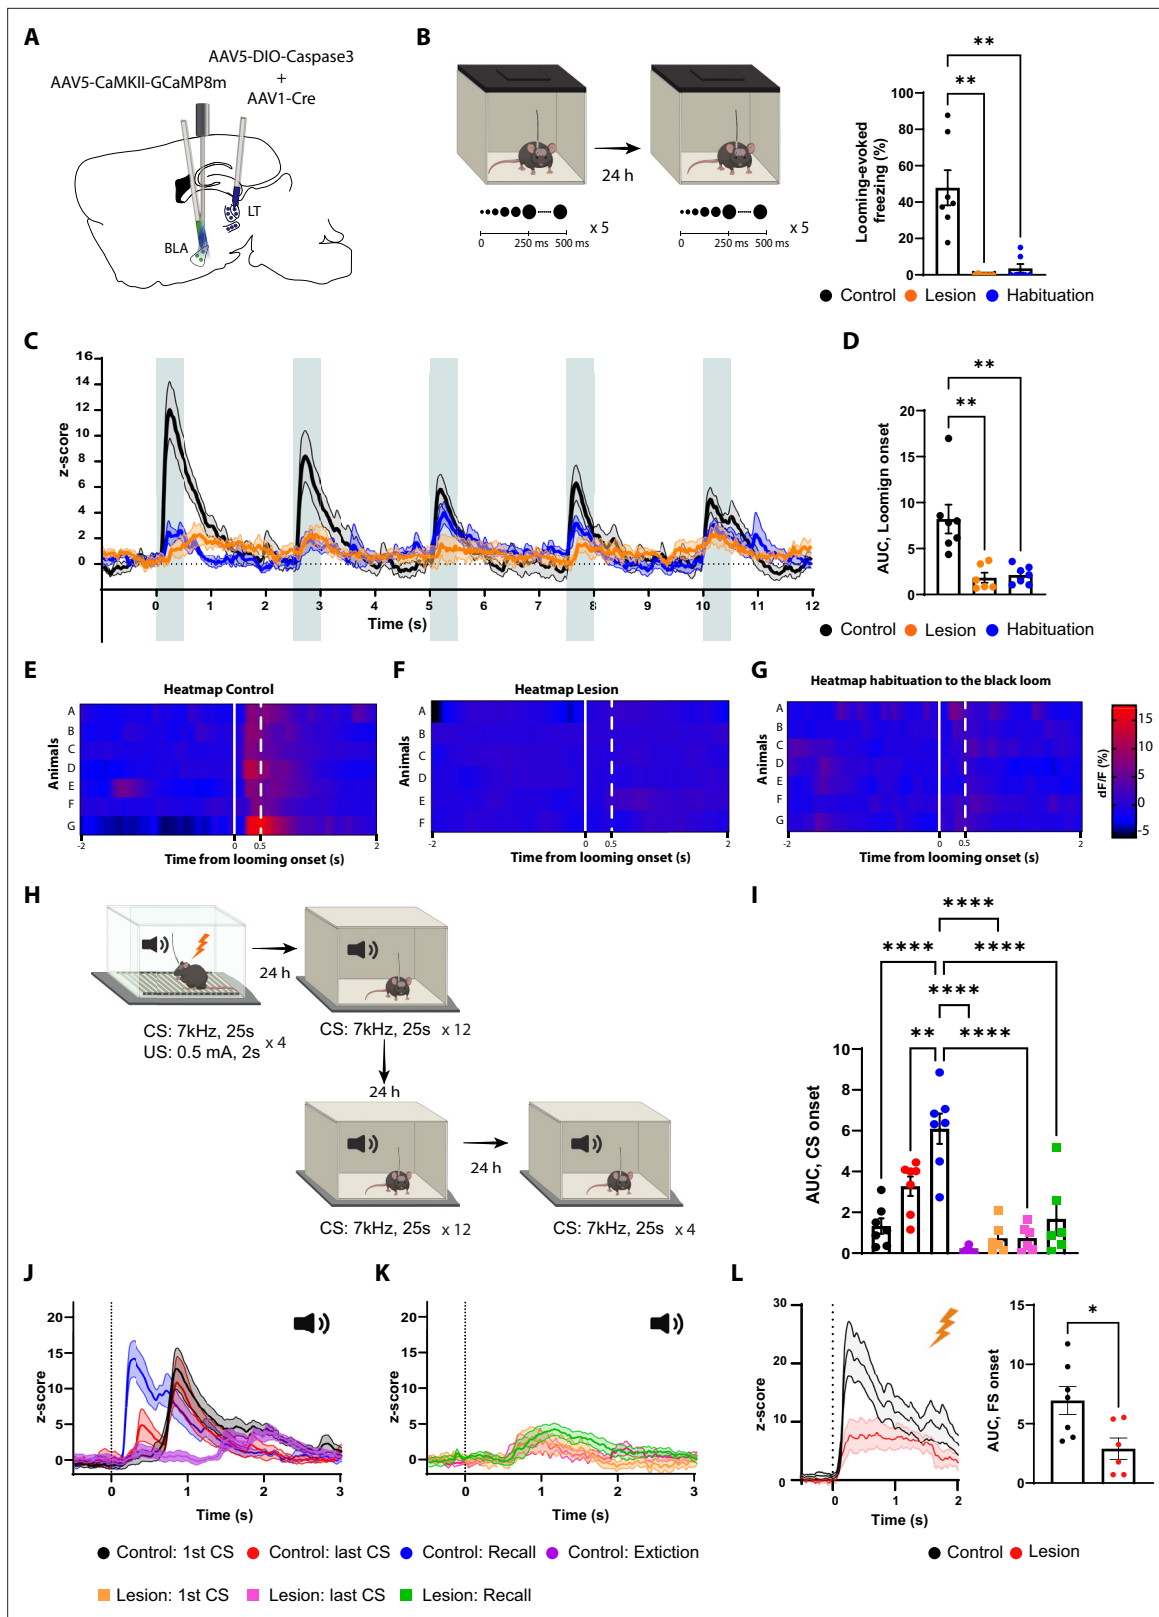 A
AAV5-DIO-Caspase3
+
AAV5-CaMKII-GCaMP8m
AAV1-Cre
LT
BLA
B
24 h
0 250 ms 500 ms
x 5
0 250 ms 500 ms
x 5
Looming-evoked
freezing (%)
100
80
60
40
20
0
**
**
Control Lesion Habituation
C
z-score
16
14
12
10
8
6
4
2
0
0 1 2 3 4 5 6 7 8 9 10 11 12
Time (s)
D
AUC, Loomign onset
20
15
10
5
0
**
**
Control Lesion Habituation
E
Heatmap Control
Animals
A
B
C
D
E
F
G
-2 0 0.5 2
Time from looming onset (s)
F
Heatmap Lesion
Animals
A
B
C
D
E
F
-2 0 0.5 2
Time from looming onset (s)
G
Heatmap habituation to the black loom
Animals
A
B
C
D
E
F
G
-2 0 0.5 2
Time from looming onset (s)
dF/F (%)
15
10
5
0
-5
H
24 h
CS: 7kHz, 25s
US: 0.5 mA, 2s
x 4
CS: 7kHz, 25s x 12
24 h
24 h
CS: 7kHz, 25s x 12
CS: 7kHz, 25s x 4
I
AUC, CS onset
10
8
6
4
2
0
****
**** ****
****
** ****
J
z-score
20
15
10
5
0
0 1 2 3
Time (s)
K
z-score
20
15
10
5
0
0 1 2 3
Time (s)
L
z-score
30
20
10
0
0 1 2
Time (s)
AUC, FS onset
15
10
5
0
*
Control: 1st CS Control: last CS Control: Recall Control: Extiction
Lesion: 1st CS Lesion: last CS Lesion: Recall
Control Lesion